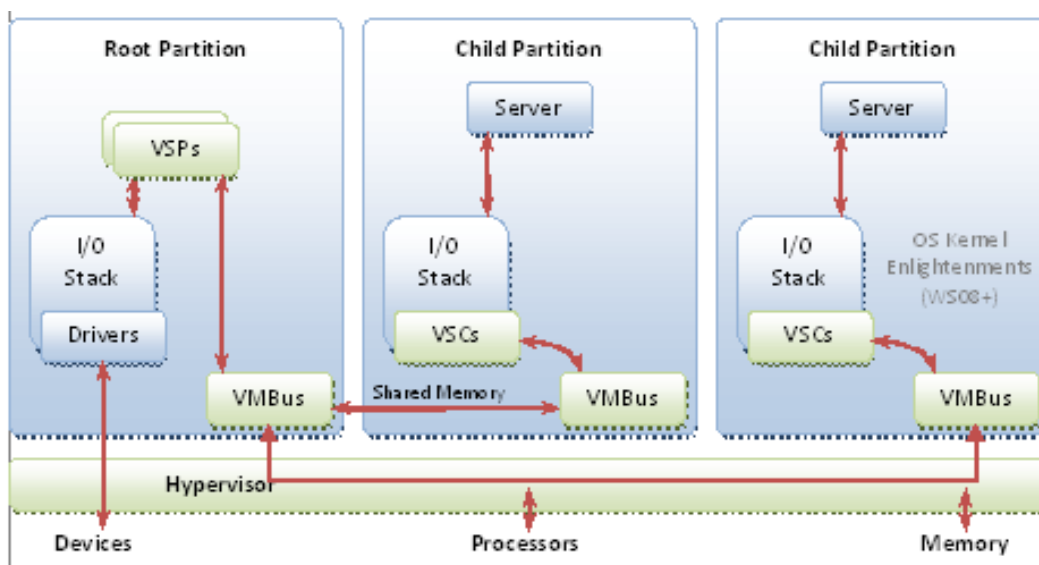 Root Partition
Child Partition
Child Partition
Server
Server
VSPs
I/O
Stack
Drivers
I/O
Stack
VSCs
I/O
Stack
VSCs
OS Kernel
Enlightenments
(WS08+)
VMBus
Shared Memory
VMBus
VMBus
Hypervisor
Devices
Processors
Memory